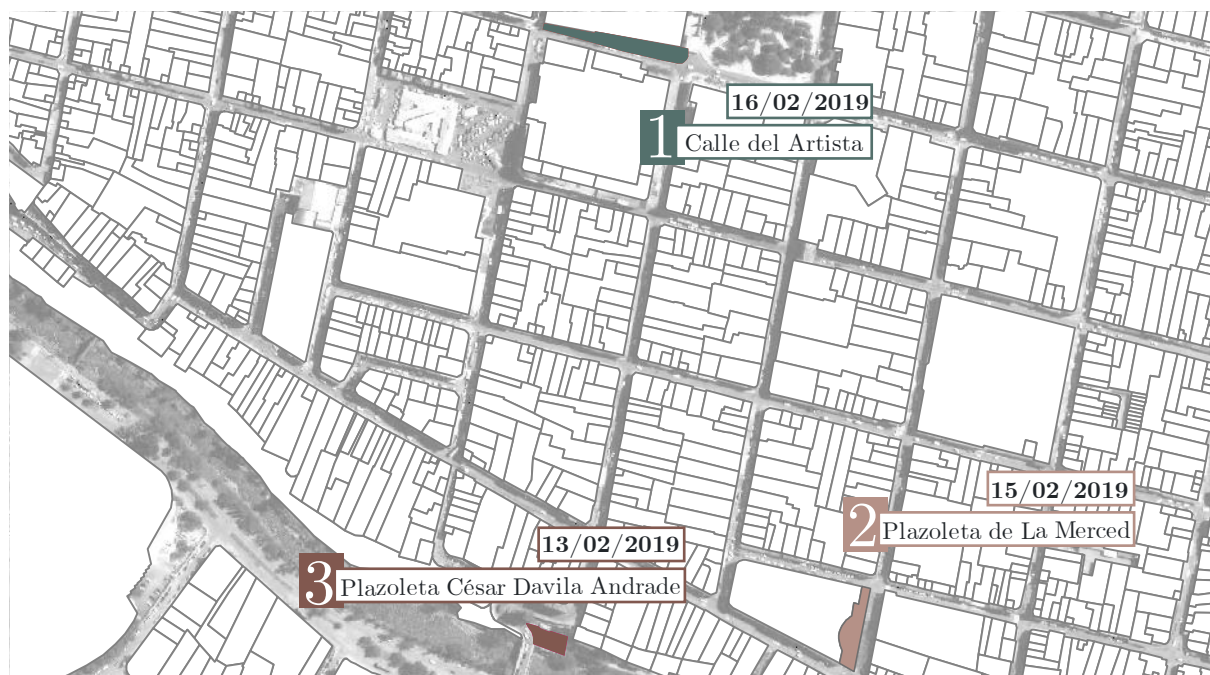 16/02/2019
1 Calle del Artista
15/02/2019
2 Plazoleta de La Merced
13/02/2019
3 Plazoleta César Davila Andrade